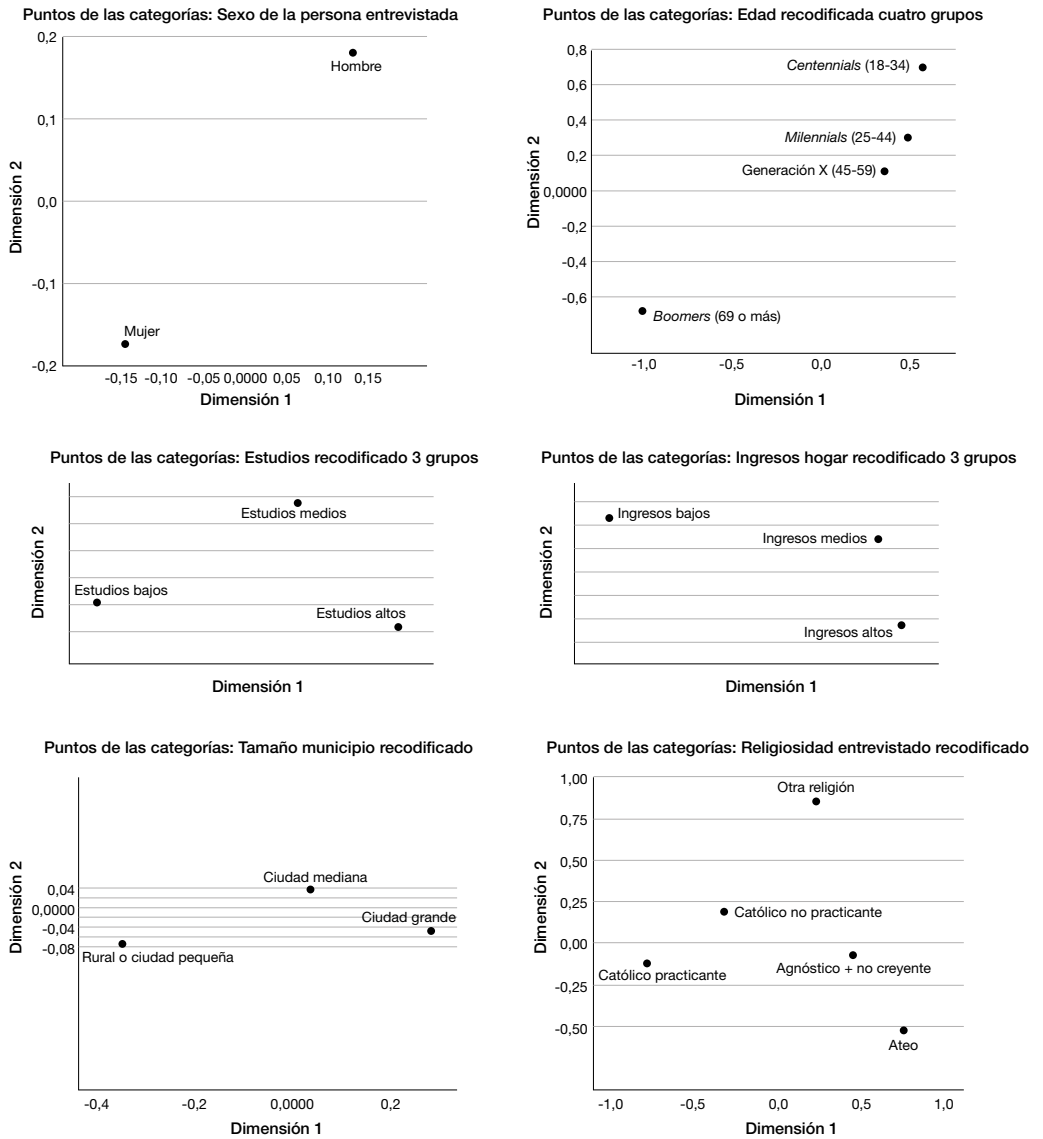 Puntos de las categorías: Sexo de la persona entrevistada
0,2
0,1
0,0
-0,1
-0,2
Dimensión 2
Hombre
Mujer
-0,15 -0,10 -0,05 0,0000 0,05 0,10 0,15
Dimensión 1
Puntos de las categorías: Edad recodificada cuatro grupos
0,8
0,6
0,4
0,2
0,0000
-0,2
-0,4
-0,6
Dimensión 2
Centennials (18-34)
Milennials (25-44)
Generación X (45-59)
Boomers (69 o más)
-1,0 -0,5 0,0 0,5
Dimensión 1
Puntos de las categorías: Estudios recodificado 3 grupos
Dimensión 2
Estudios medios
Estudios bajos
Estudios altos
Dimensión 1
Puntos de las categorías: Ingresos hogar recodificado 3 grupos
Dimensión 2
Ingresos bajos
Ingresos medios
Ingresos altos
Dimensión 1
Puntos de las categorías: Tamaño municipio recodificado
Dimensión 2
0,04
0,0000
-0,04
-0,08
Ciudad mediana
Ciudad grande
Rural o ciudad pequeña
-0,4 -0,2 0,0000 0,2
Dimensión 1
Puntos de las categorías: Religiosidad entrevistado recodificado
1,00
0,75
0,50
0,25
0,00
-0,25
-0,50
Dimensión 2
Otra religión
Católico no practicante
Agnóstico + no creyente
Católico practicante
Ateo
-1,0 -0,5 0,0 0,5 1,0
Dimensión 1